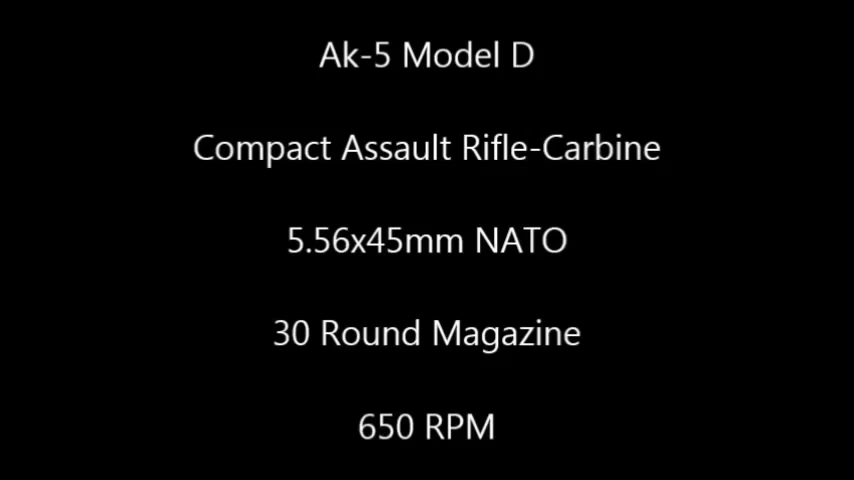 Ak-5 Model D
Compact Assault Rifle-Carbine
5.56x45mm NATO
30 Round Magazine
650 RPM